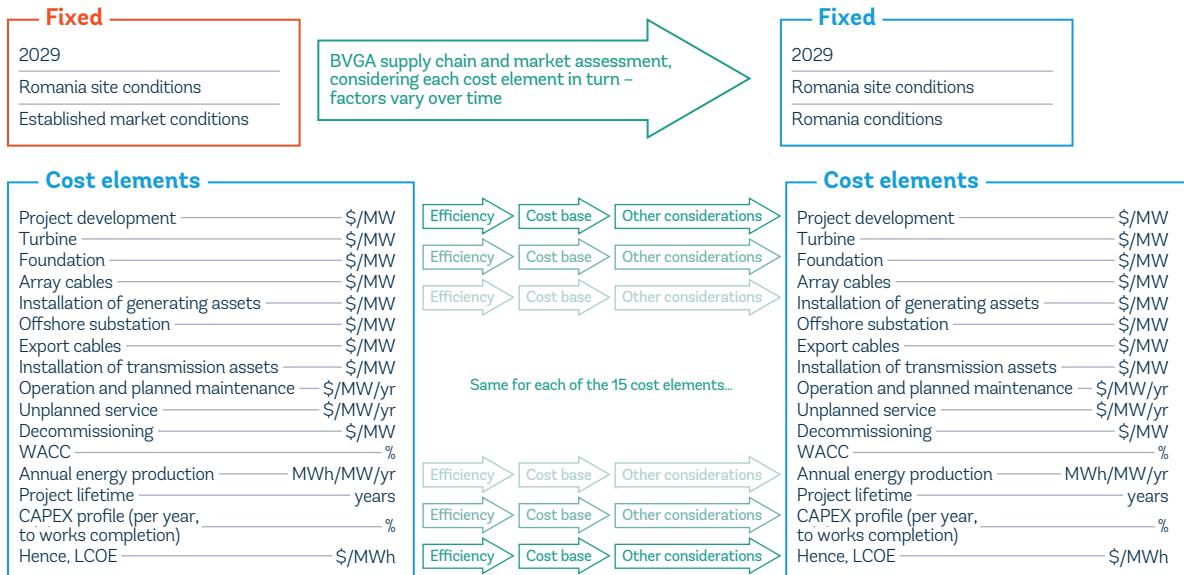 Fixed
2029
Romania site conditions
Established market conditions
BVGA supply chain and market assessment,
considering each cost element in turn –
factors vary over time
Fixed
2029
Romania site conditions
Romania conditions
Cost elements
Project development $/MW
Turbine $/MW
Foundation $/MW
Array cables $/MW
Installation of generating assets $/MW
Offshore substation $/MW
Export cables $/MW
Installation of transmission assets $/MW
Operation and planned maintenance $/MW/yr
Unplanned service $/MW/yr
Decommissioning $/MW
WACC %
Annual energy production MWh/MW/yr
Project lifetime years
CAPEX profile (per year,
to works completion) %
Hence, LCOE $/MWh
Efficiency Cost base Other considerations
Efficiency Cost base Other considerations
Efficiency Cost base Other considerations
Same for each of the 15 cost elements...
Efficiency Cost base Other considerations
Efficiency Cost base Other considerations
Efficiency Cost base Other considerations
Cost elements
Project development $/MW
Turbine $/MW
Foundation $/MW
Array cables $/MW
Installation of generating assets $/MW
Offshore substation $/MW
Export cables $/MW
Installation of transmission assets $/MW
Operation and planned maintenance $/MW/yr
Unplanned service $/MW/yr
Decommissioning $/MW
WACC %
Annual energy production MWh/MW/yr
Project lifetime years
CAPEX profile (per year,
to works completion) %
Hence, LCOE $/MWh